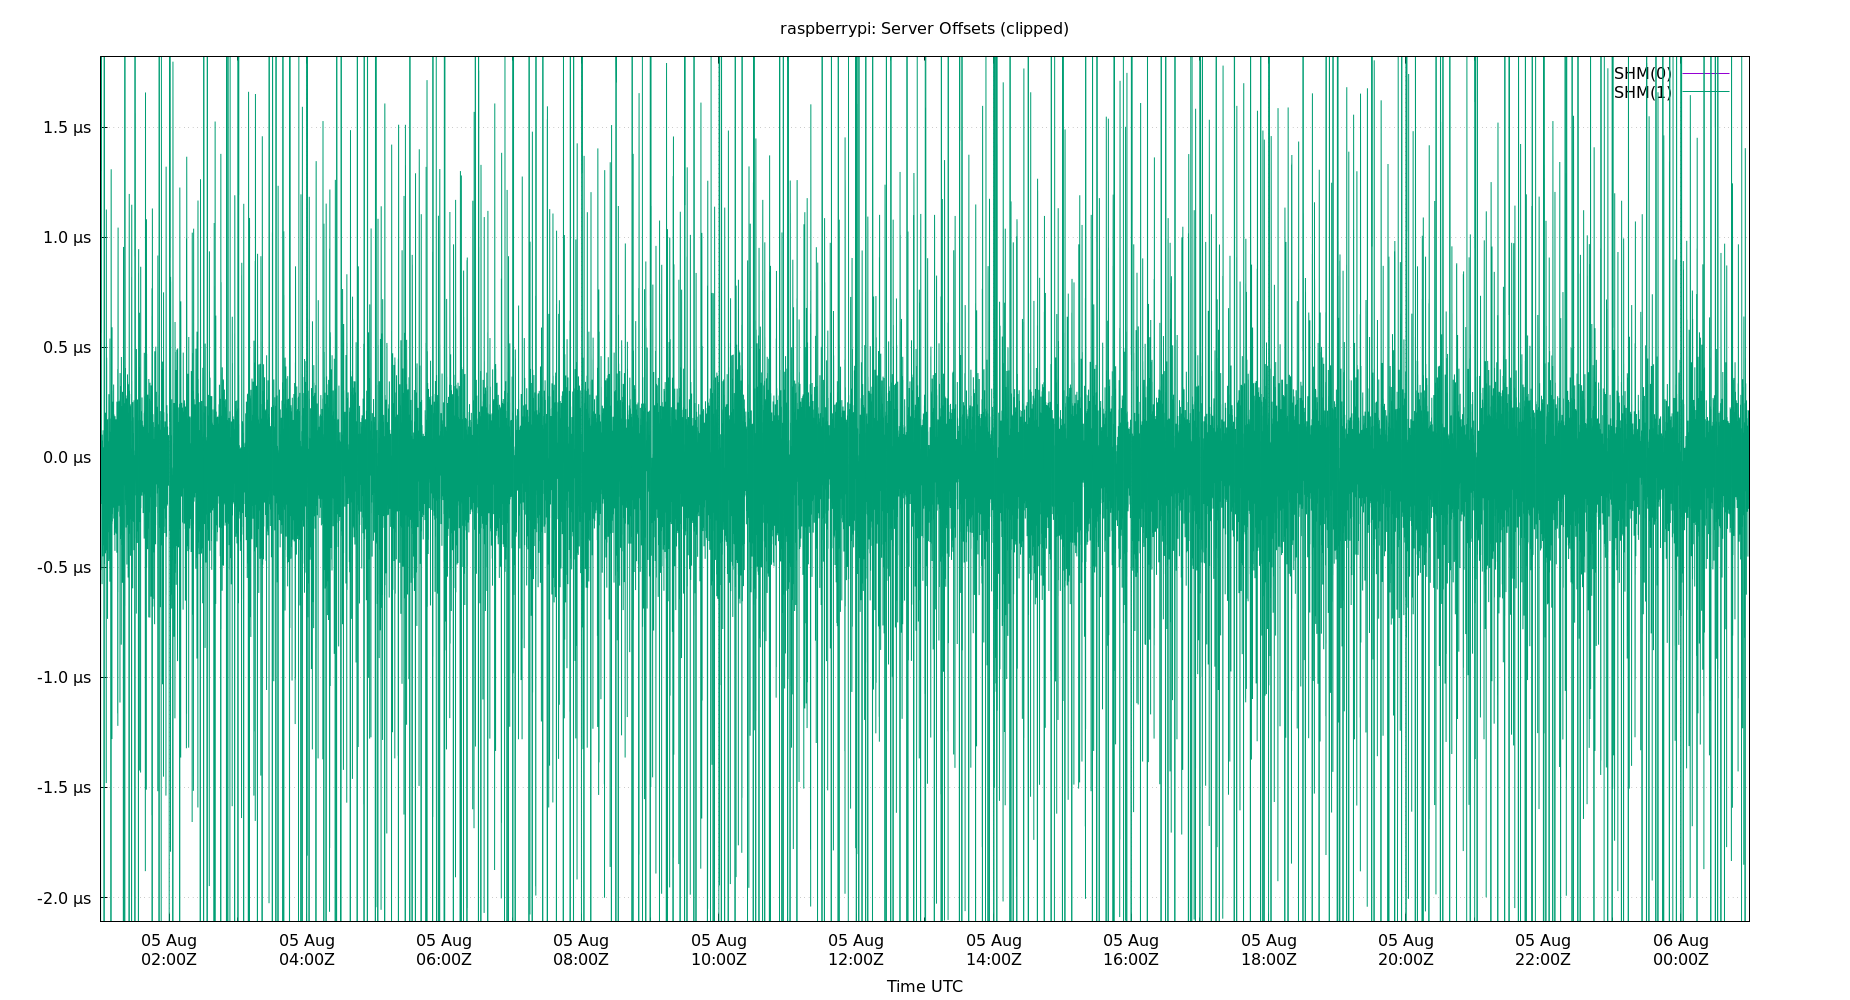 raspberrypi: Server Offsets (clipped)
SHM(0)
SHM(1)
1.5 µs
1.0 µs
0.5 µs
0.0 µs
-0.5 µs
-1.0 µs
-1.5 µs
-2.0 µs
05 Aug 05 Aug 05 Aug 05 Aug 05 Aug 05 Aug 05 Aug 05 Aug 05 Aug 05 Aug 05 Aug 06 Aug
02:00Z 04:00Z 06:00Z 08:00Z 10:00Z 12:00Z 14:00Z 16:00Z 18:00Z 20:00Z 22:00Z 00:00Z
Time UTC